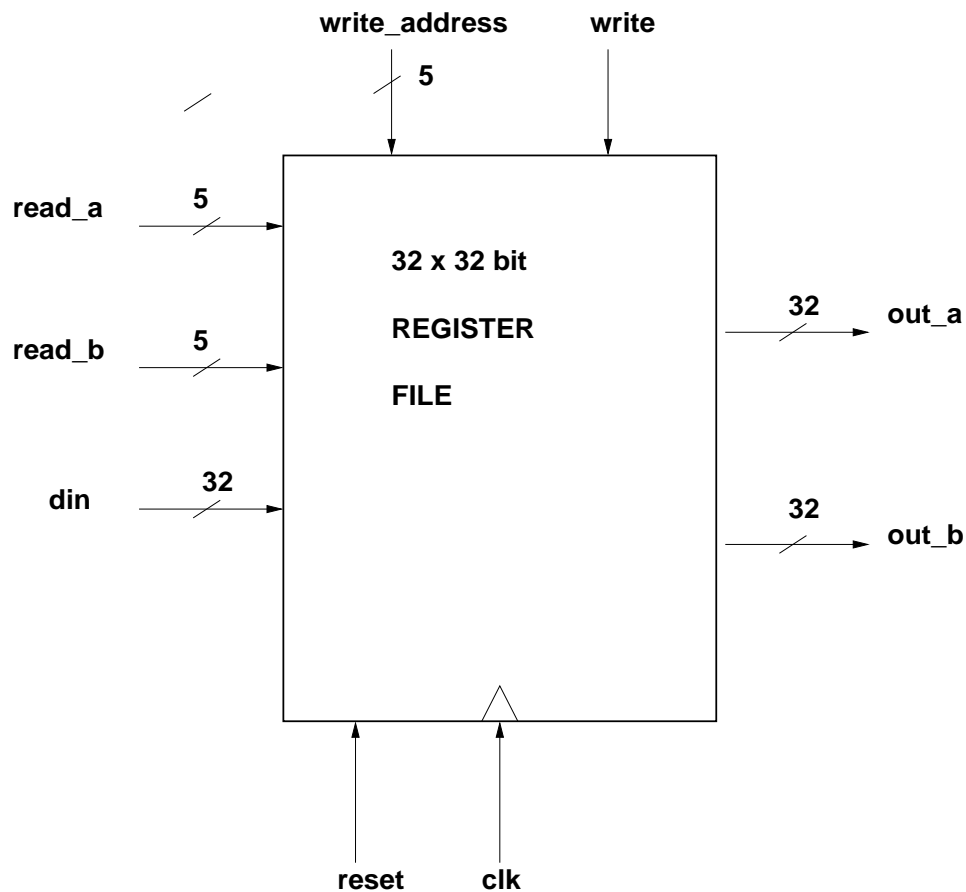 write_address write
5
read_a 5
32 x 32 bit
32 out_a
REGISTER
read_b 5
FILE
din 32
32 out_b
reset clk